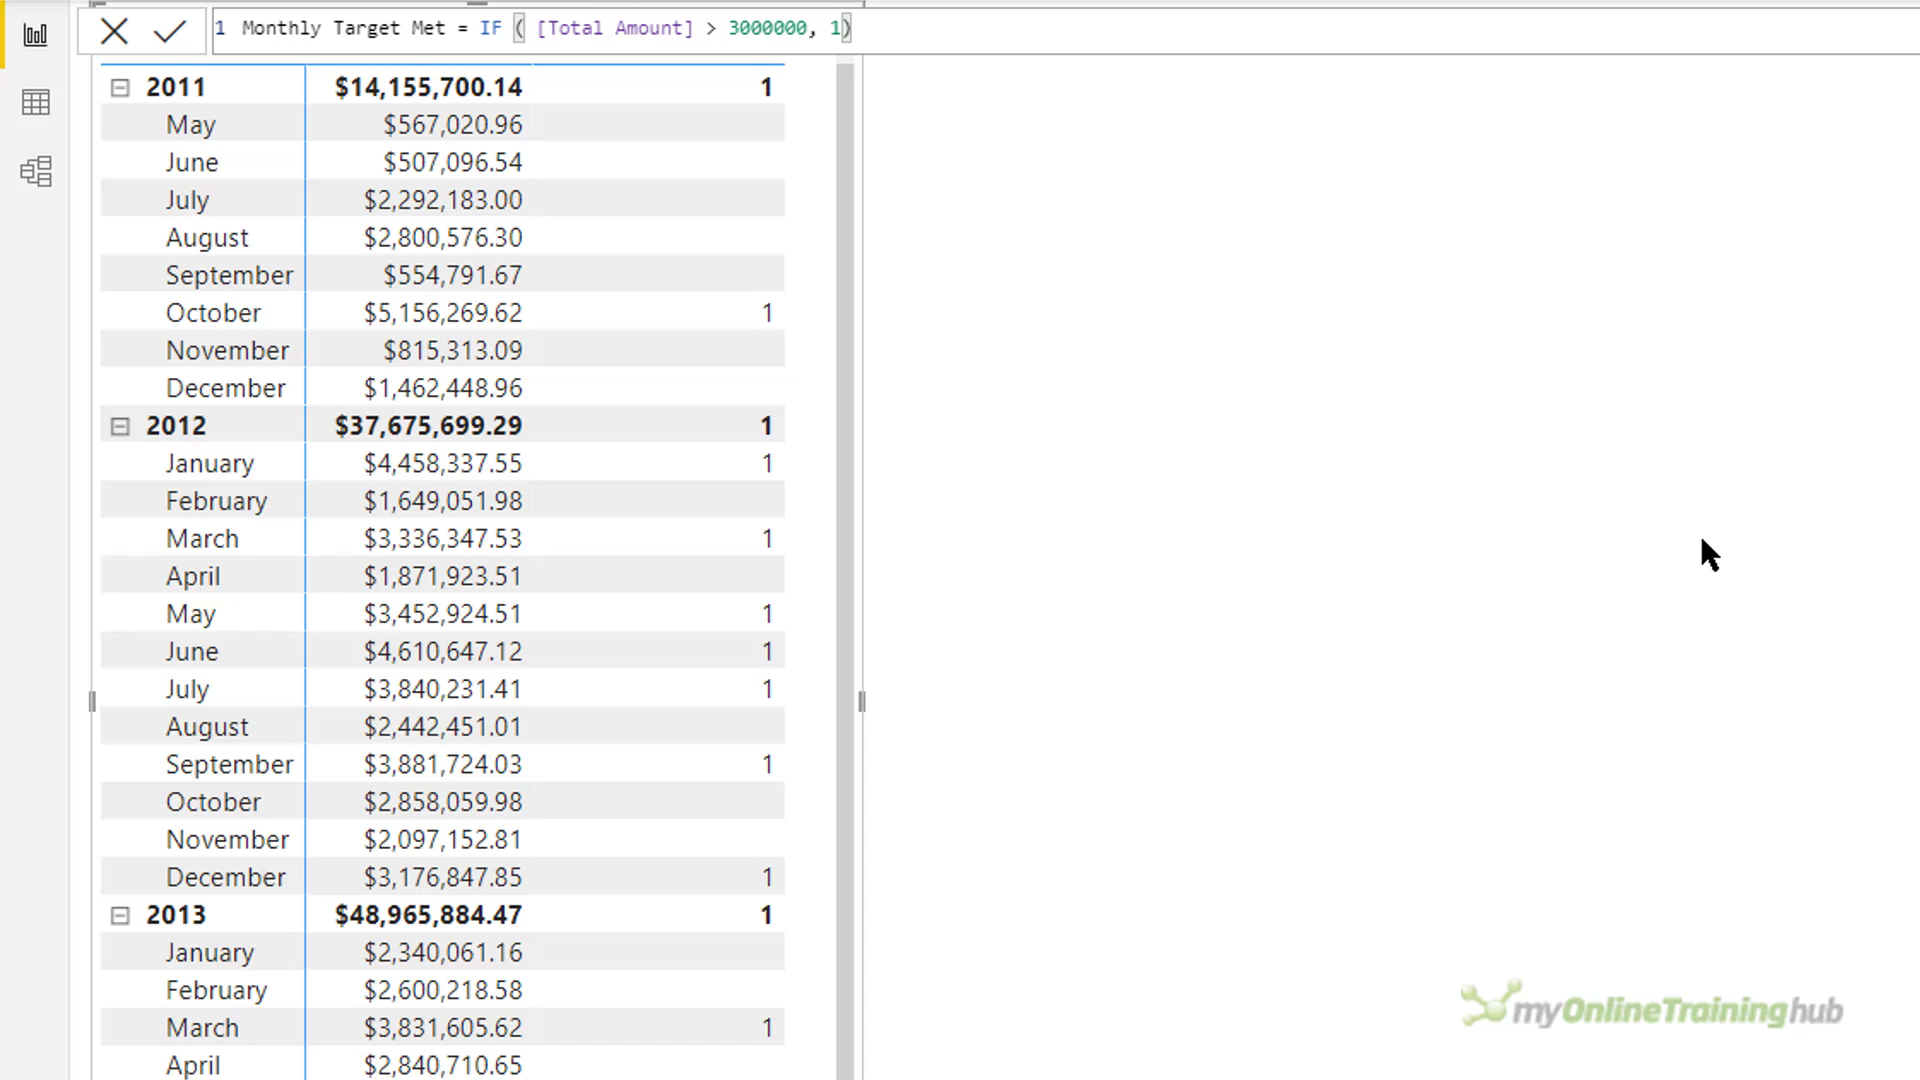 1 Monthly Target Met = IF ( [Total Amount] > 3000000, 1)
2011 $14,155,700.14 1
May $567,020.96
June $507,096.54
July $2,292,183.00
August $2,800,576.30
September $554,791.67
October $5,156,269.62 1
November $815,313.09
December $1,462,448.96
2012 $37,675,699.29 1
January $4,458,337.55 1
February $1,649,051.98
March $3,336,347.53 1
April $1,871,923.51
May $3,452,924.51 1
June $4,610,647.12 1
July $3,840,231.41 1
August $2,442,451.01
September $3,881,724.03 1
October $2,858,059.98
November $2,097,152.81
December $3,176,847.85 1
2013 $48,965,884.47 1
January $2,340,061.16
February $2,600,218.58
March $3,831,605.62 1
April $2,840,710.65
myOnlineTraininghub